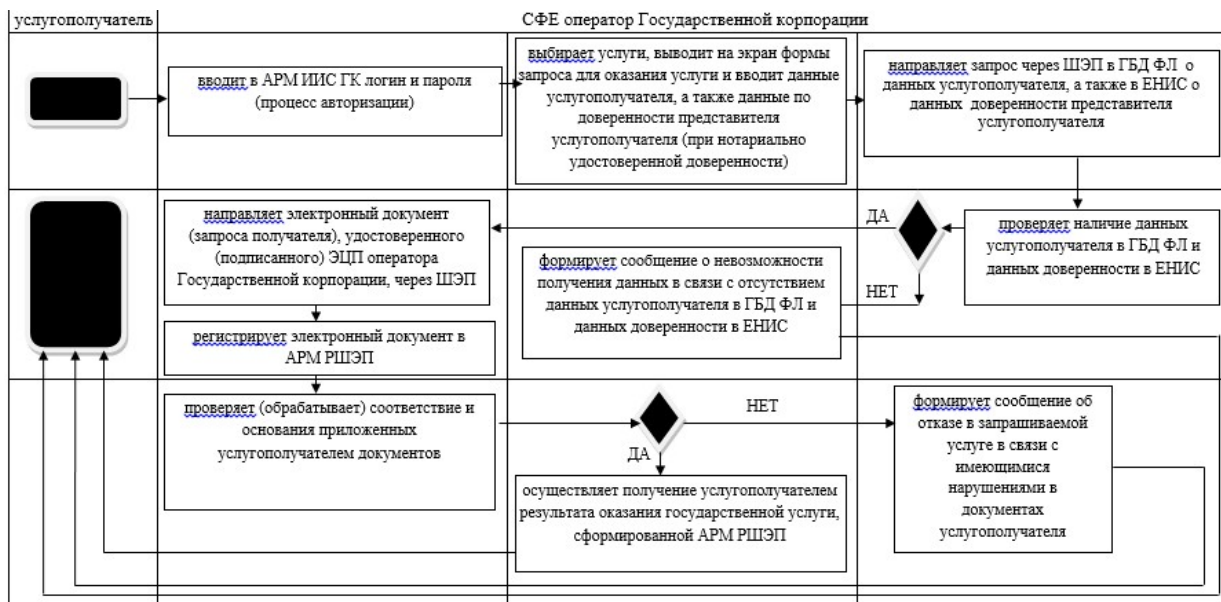 услугополучатель
СФЕ оператор Государственной корпорации
вводит в АРМ ИИС ГК логин и пароля
(процесс авторизации)
выбирает услуги, выводит на экран формы
запроса для оказания услуги и вводит данные
услугополучателя, а также данные по
доверенности представителя
услугополучателя (при нотариально
удостоверенной доверенности)
направляет запрос через ШЭП в ГБД ФЛ о
данных услугополучателя, а также в ЕНИС о
данных доверенности представителя
услугополучателя
направляет электронный документ
(запроса получателя), удостоверенного
(подписанного) ЭЦП оператора
Государственной корпорации, через ШЭП
формирует сообщение о невозможности
получения данных в связи с отсутствием
данных услугополучателя в ГБД ФЛ и
данных доверенности в ЕНИС
ДА
НЕТ
проверяет наличие данных
услугополучателя в ГБД ФЛ и
данных доверенности в ЕНИС
регистрирует электронный документ в
АРМ РШЭП
проверяет (обрабатывает) соответствие и
основания приложенных
услугополучателем документов
НЕТ
ДА
формирует сообщение об
отказе в запрашиваемой
услуге в связи с
имеющимися
нарушениями в
документах
услугополучателя
осуществляет получение услугополучателем
результата оказания государственной услуги,
сформированной АРМ РШЭП